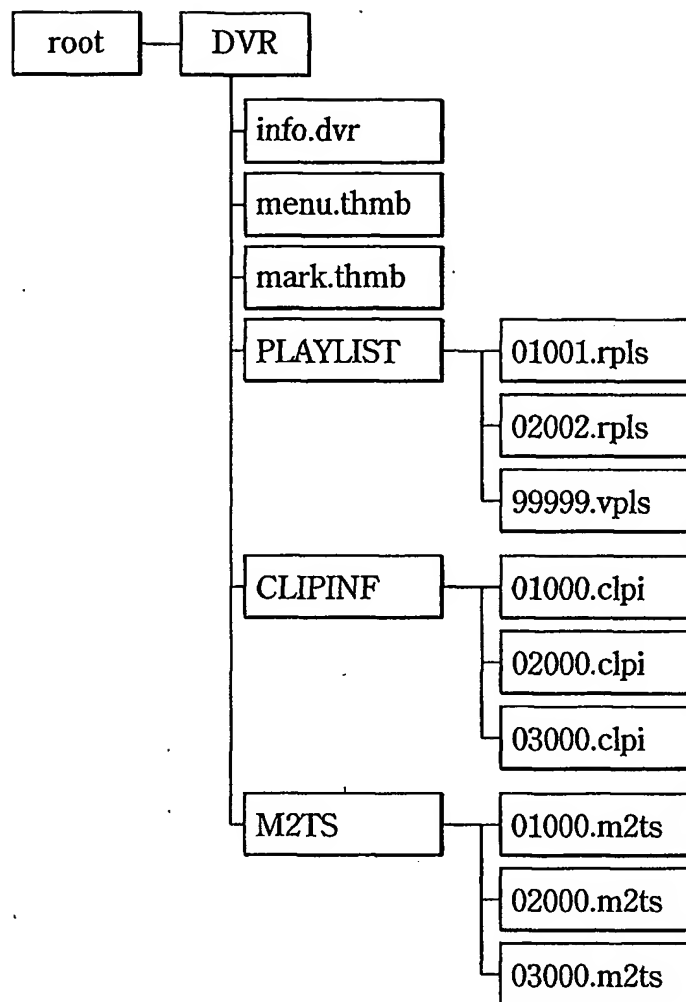 root
DVR
info.dvr
menu.thmb
mark.thmb
PLAYLIST
01001.rpls
02002.rpls
99999.vpls
CLIPINF
01000.clpi
02000.clpi
03000.clpi
M2TS
01000.m2ts
02000.m2ts
03000.m2ts